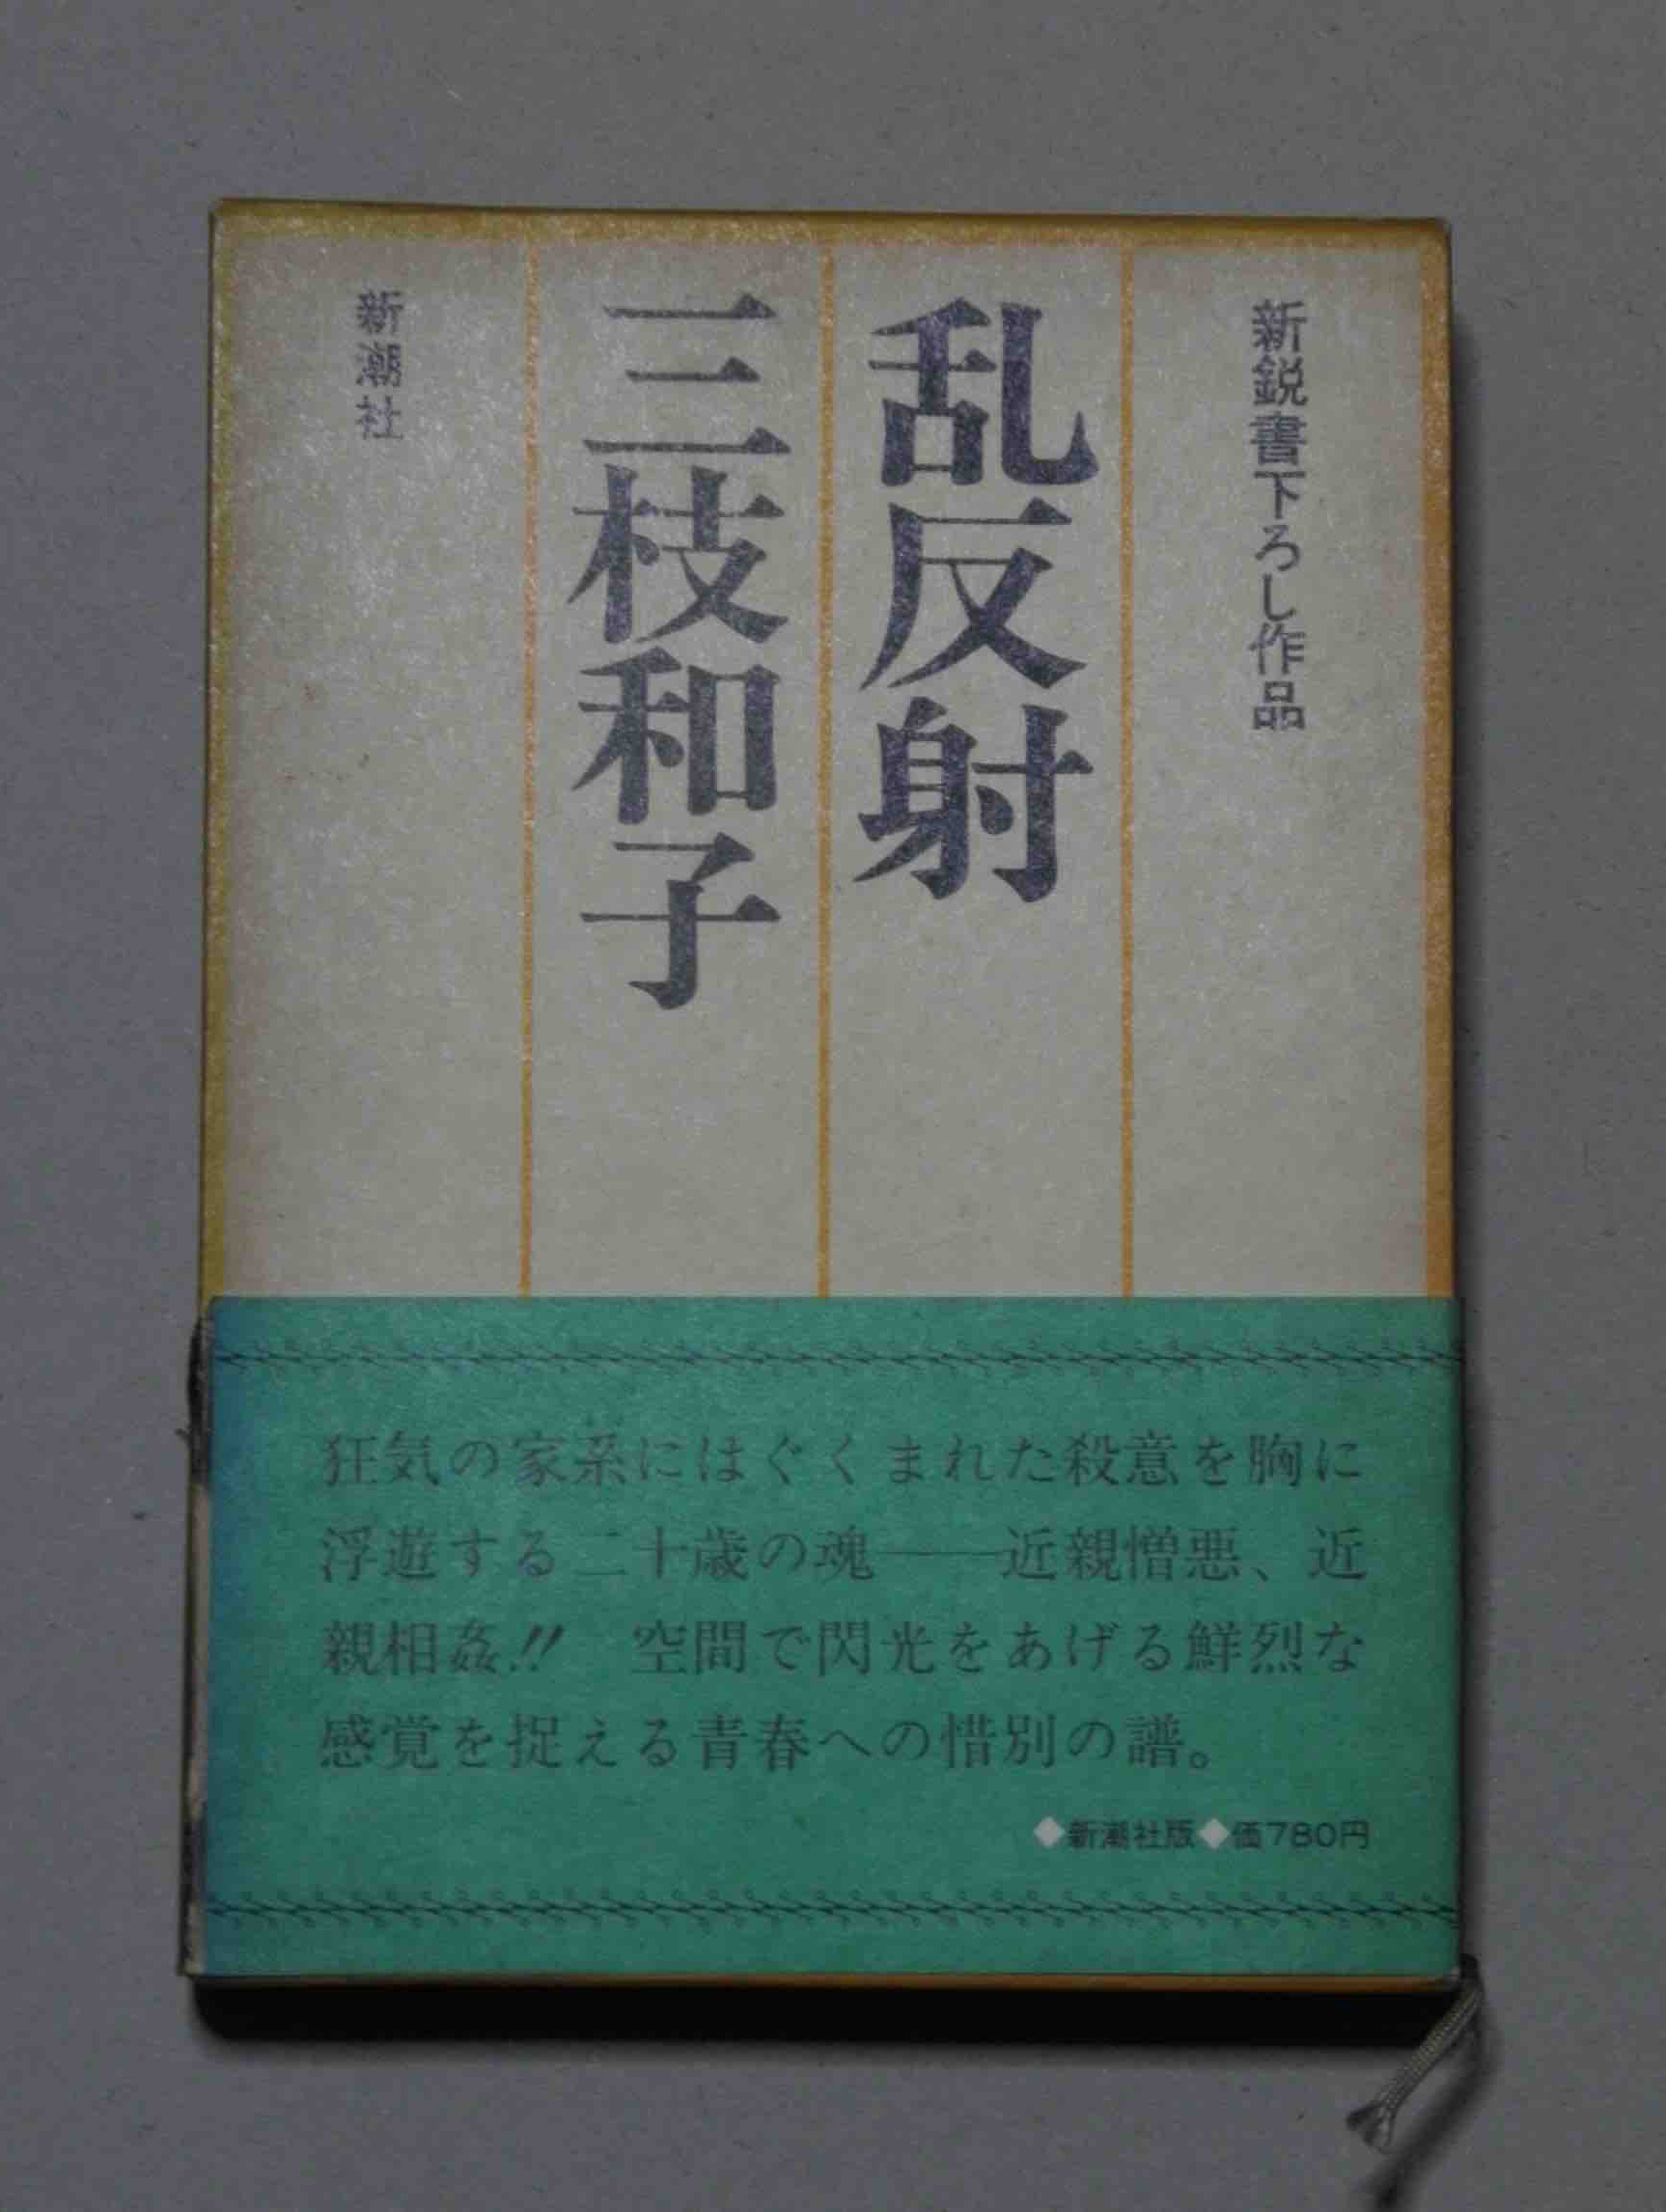 新鋭書下ろし作品
乱反射
三枝和子
新潮社
狂気の家系にはぐくまれた殺意を胸に
浮遊する二十歳の魂――近親憎悪、近
親相姦!!　空間で閃光をあげる鮮烈な
感覚を捉える青春への惜別の譜。
◆新潮社版◆価780円